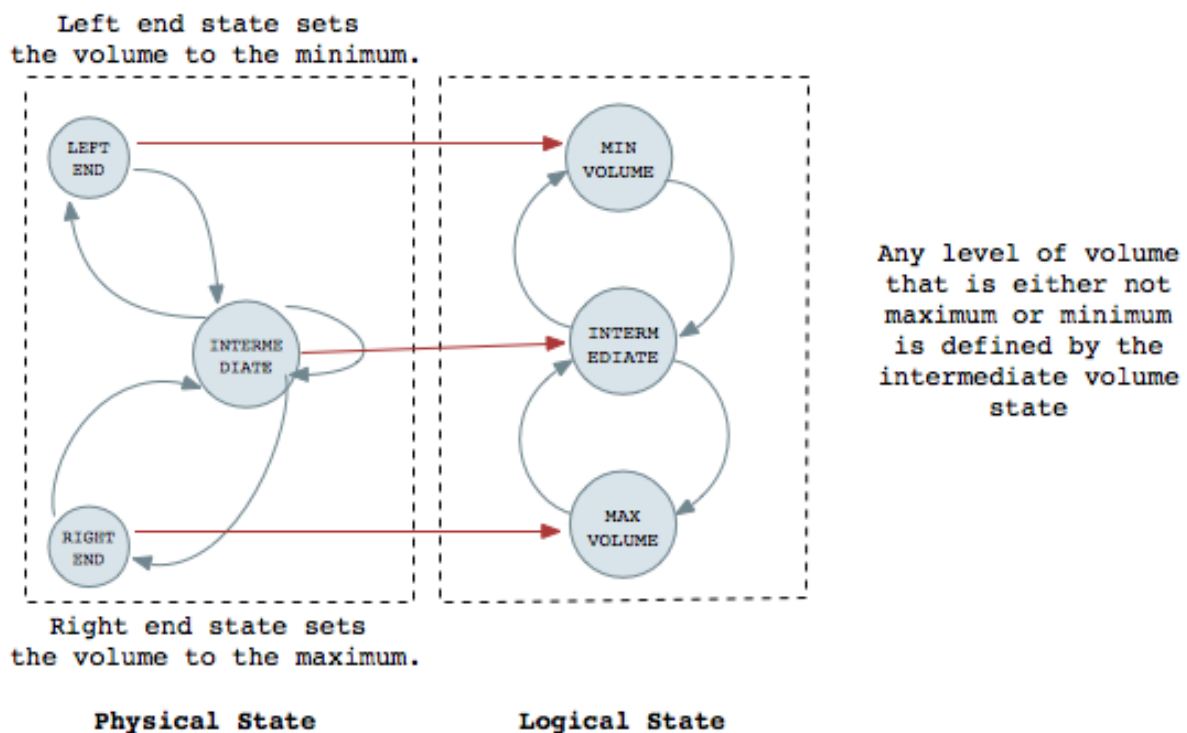 Left end state sets
the volume to the minimum.
LEFT
END
MIN
VOLUME
INTERME
DIATE
INTERM
EDIATE
Any level of volume
that is either not
maximum or minimum
is defined by the
intermediate volume
state
RIGHT
END
MAX
VOLUME
Right end state sets
the volume to the maximum.
Physical State
Logical State